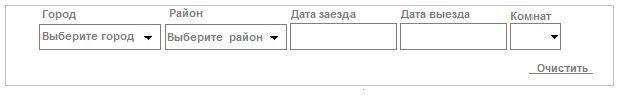 Город Район Дата заезда Дата выезда Комнат
Выберите город Выберите район
Очистить